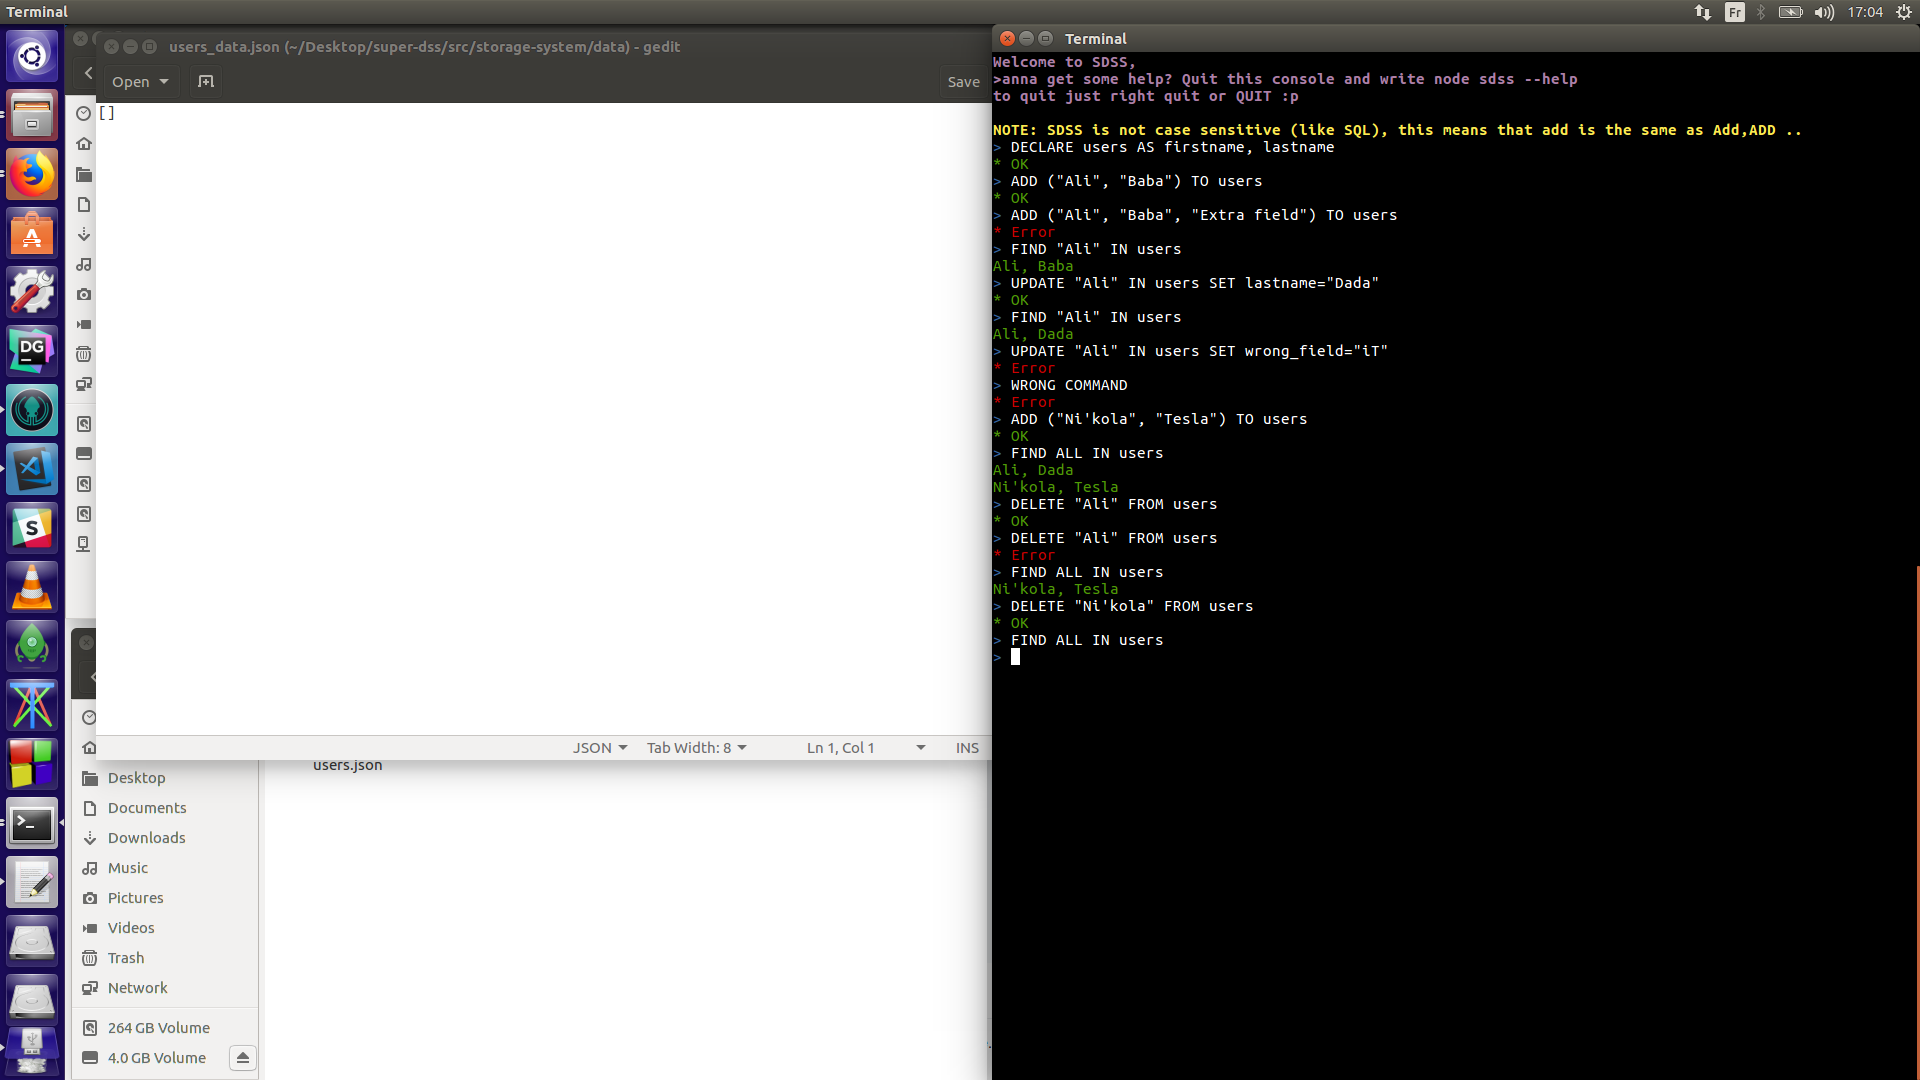 Terminal
Fr
17:04
users_data.json (~/Desktop/super-dss/src/storage-system/data) - gedit
Open
Save
[]
JSON
Tab Width: 8
Ln 1, Col 1
INS
users.json
Desktop
Documents
Downloads
Music
Pictures
Videos
Trash
Network
264 GB Volume
4.0 GB Volume
DG
A
S
>_
Terminal
Welcome to SDSS,
>anna get some help? Quit this console and write node sdss --help
to quit just right quit or QUIT :p
NOTE: SDSS is not case sensitive (like SQL), this means that add is the same as Add,ADD ..
> DECLARE users AS firstname, lastname
* OK
> ADD ("Ali", "Baba") TO users
* OK
> ADD ("Ali", "Baba", "Extra field") TO users
* Error
> FIND "Ali" IN users
Ali, Baba
> UPDATE "Ali" IN users SET lastname="Dada"
* OK
> FIND "Ali" IN users
Ali, Dada
> UPDATE "Ali" IN users SET wrong_field="iT"
* Error
> WRONG COMMAND
* Error
> ADD ("Ni'kola", "Tesla") TO users
* OK
> FIND ALL IN users
Ali, Dada
Ni'kola, Tesla
> DELETE "Ali" FROM users
* OK
> DELETE "Ali" FROM users
* Error
> FIND ALL IN users
Ni'kola, Tesla
> DELETE "Ni'kola" FROM users
* OK
> FIND ALL IN users
>